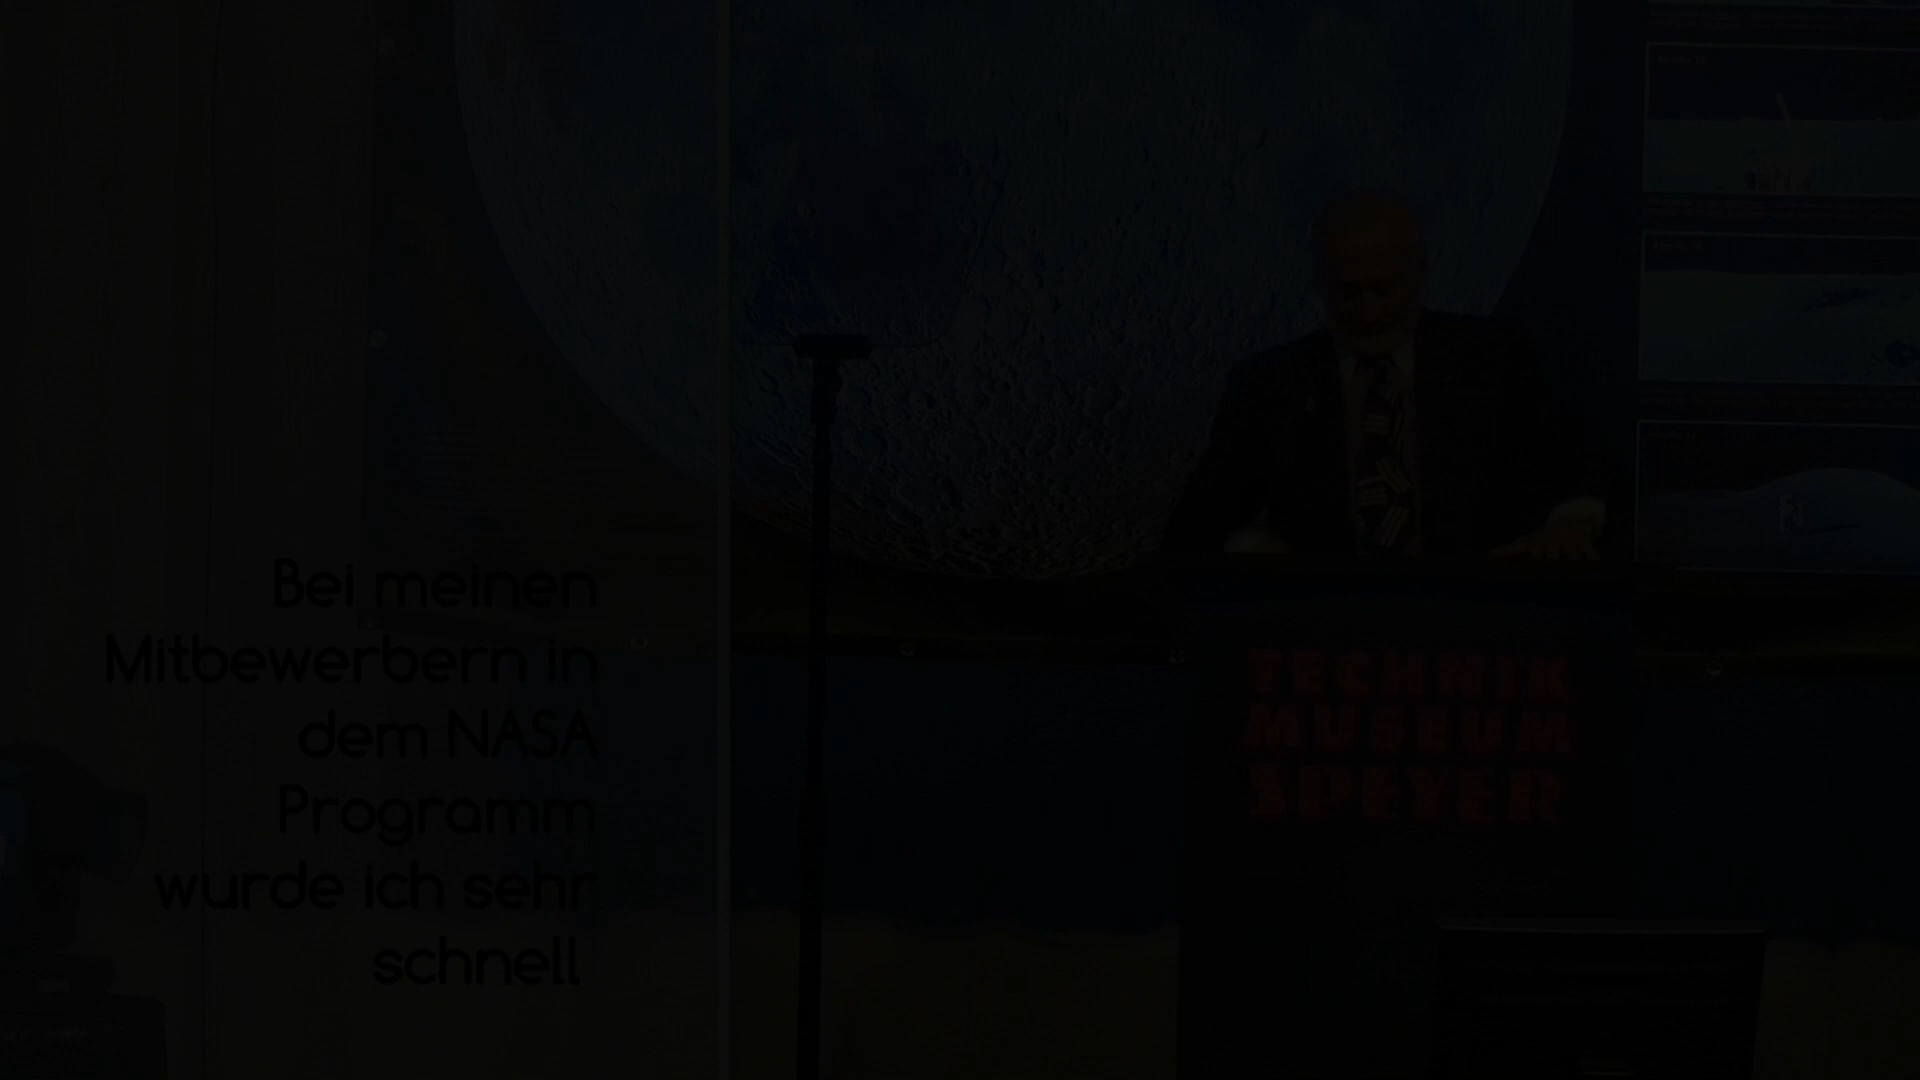 Bei meinen
Mitbewerbern in
dem NASA
Programm
wurde ich sehr
schnell
TECHNIK
MUSEUM
SPEYER